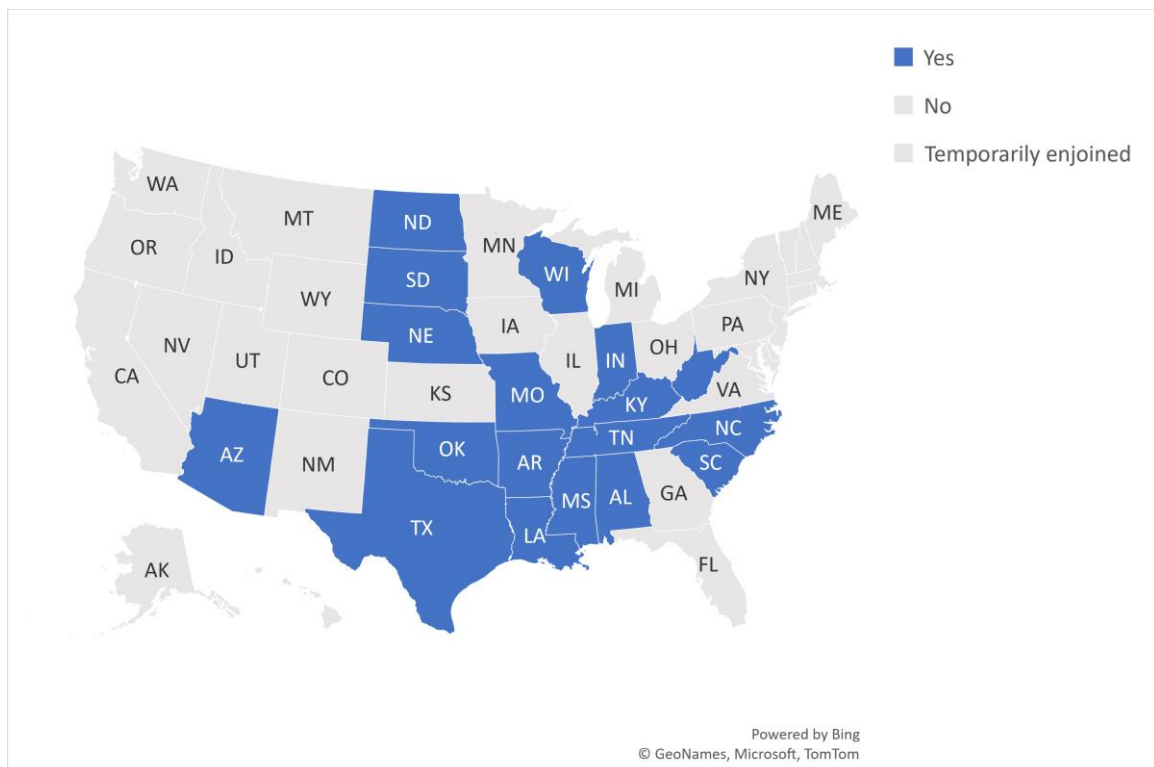 Yes
No
Temporarily enjoined
WA
MT
ND
ME
OR
ID
MN
SD
WI
NY
WY
MI
IA
PA
NE
NV
UT
IL
IN
OH
CA
CO
KS
MO
VA
KY
NC
AZ
NM
OK
TN
AR
SC
MS
AL
GA
TX
LA
AK
FL
Powered by Bing
© GeoNames, Microsoft, TomTom